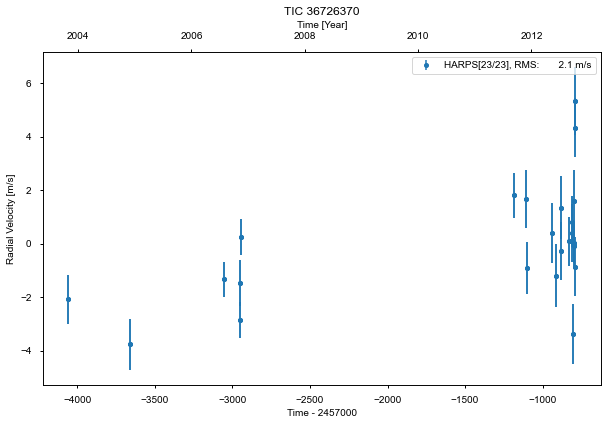 TIC 36726370
Time [Year]
2004 2006 2008 2010 2012
HARPS[23/23], RMS: 2.1 m/s
Radial Velocity [m/s]
6
4
2
0
−2
−4
−4000 −3500 −3000 −2500 −2000 −1500 −1000
Time - 2457000